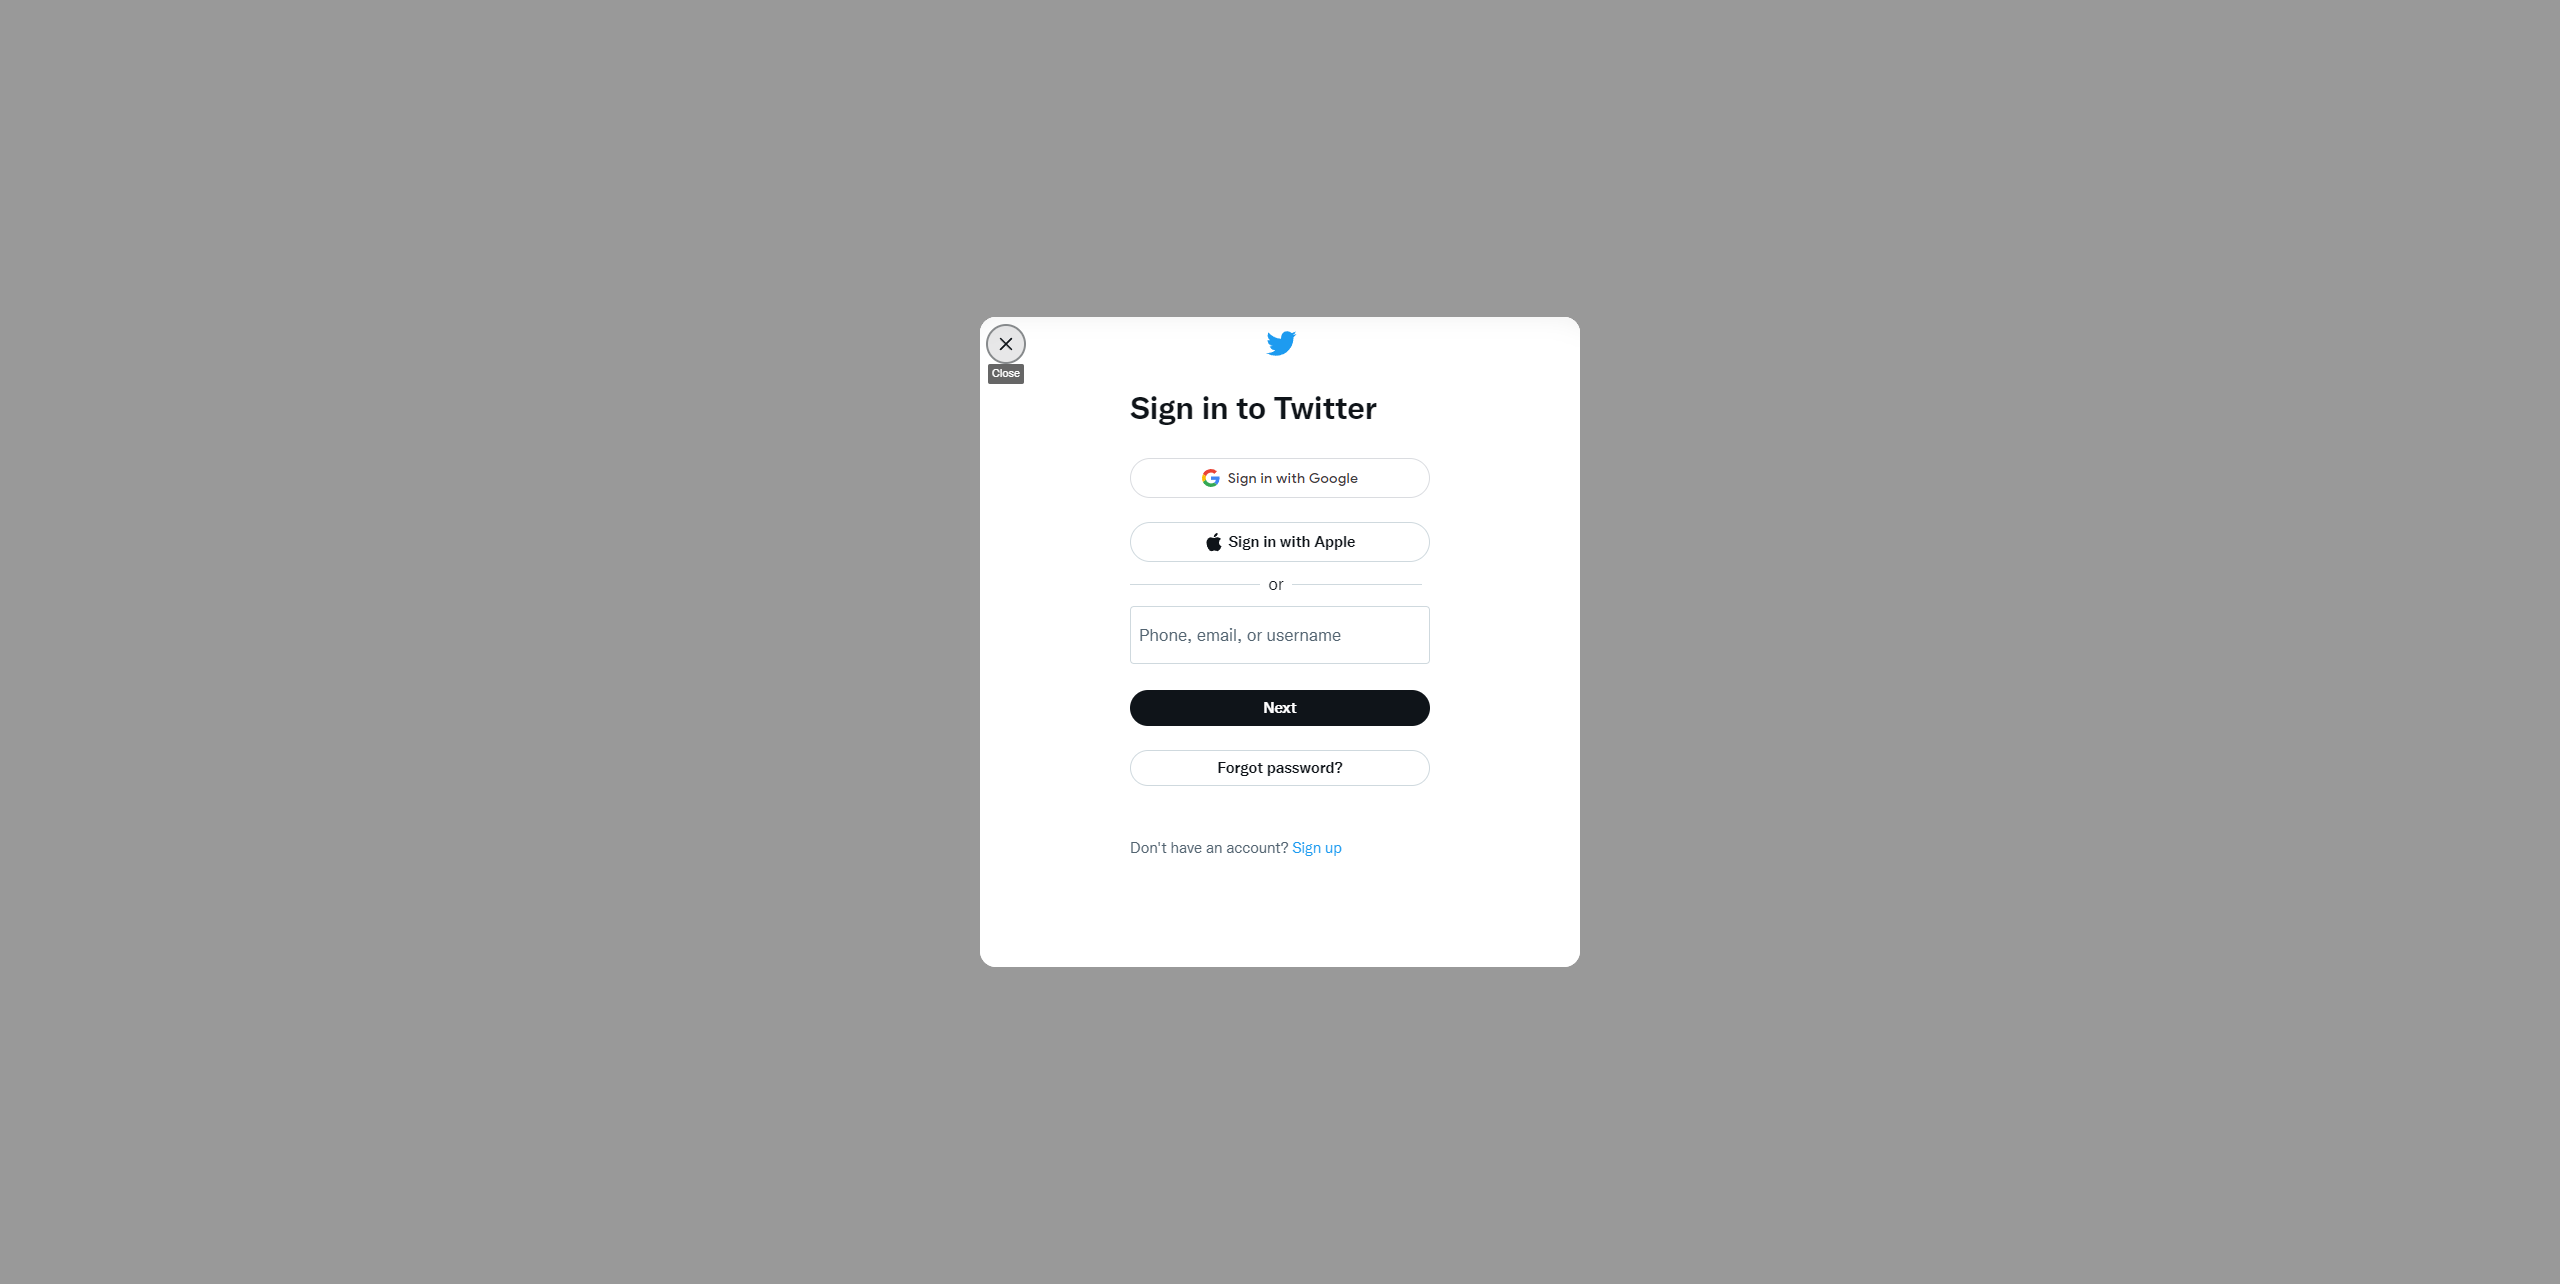 Close
Sign in to Twitter
Sign in with Google
Sign in with Apple
or
Phone, email, or username
Next
Forgot password?
Don't have an account? Sign up